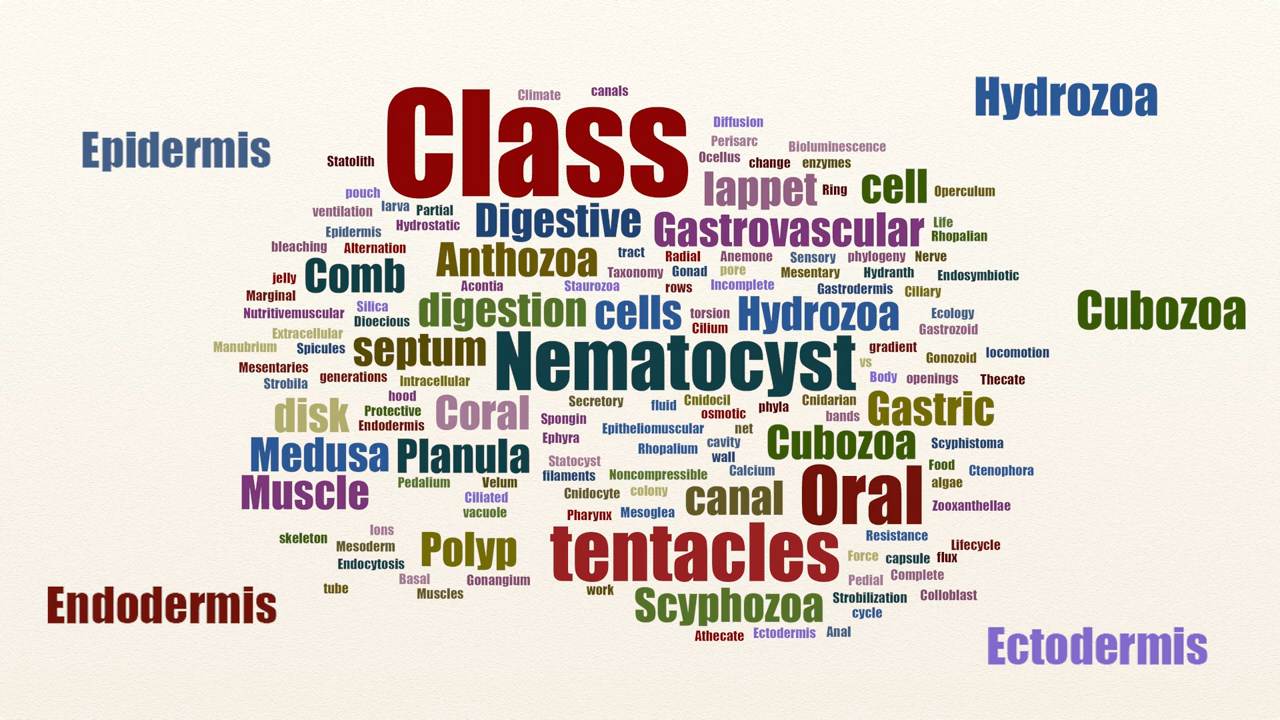 Hydrozoa
Epidermis
Climate
canals
Class
Diffusion
Perisarc
Bioluminescence
Statolith
Ocellus
change
enzymes
pouch
lappet
Ring
cell
Operculum
ventilation
larva
Partial
Hydrostatic
Digestive
Gastrovascular
Life
Epidermis
Rhopalian
bleaching
Alternation
Anthozoa
tract
Radial
Anemone
Sensory
phylogeny
Nerve
jelly
Comb
Taxonomy
Gonad
pore
Mesentary
Hydranth
Endosymbiotic
Marginal
Acontia
Staurozoa
rows
Incomplete
Gastrodermis
Ciliary
Cubozoa
Nutritivemuscular
Silica
Dioecious
digestion
cells
torsion
Cilium
Hydrozoa
Ecology
Gastrozoid
Extracellular
Manubrium
Spicules
septum
Nematocyst
gradient
vs
Gonozoid
locomotion
Mesentaries
Strobila
generations
Intracellular
Body
openings
Thecate
hood
disk
Protective
Endodermis
Coral
Secretory
fluid
Cnidocil
osmotic
phyla
Cnidarian
bands
Gastric
Spongin
Ephyra
Epitheliomuscular
net
Medusa
Planula
Rhopalium
cavity
wall
Cubozoa
Scyphistoma
Statocyst
filaments
Noncompressible
Calcium
Food
algae
Ctenophora
Muscle
Pedalium
Velum
Ciliated
vacuole
Cnidocyte
colony
canal
Oral
Zooxanthellae
Pharynx
Mesoglea
skeleton
Ions
Mesoderm
Endocytosis
Polyp
tentacles
Resistance
Force
capsule
flux
Lifecycle
tube
Basal
Muscles
Gonangium
work
Pedial
Complete
Endodermis
Scyphozoa
Strobilization
Colloblast
cycle
Athecate
Ectodermis
Anal
Ectodermis